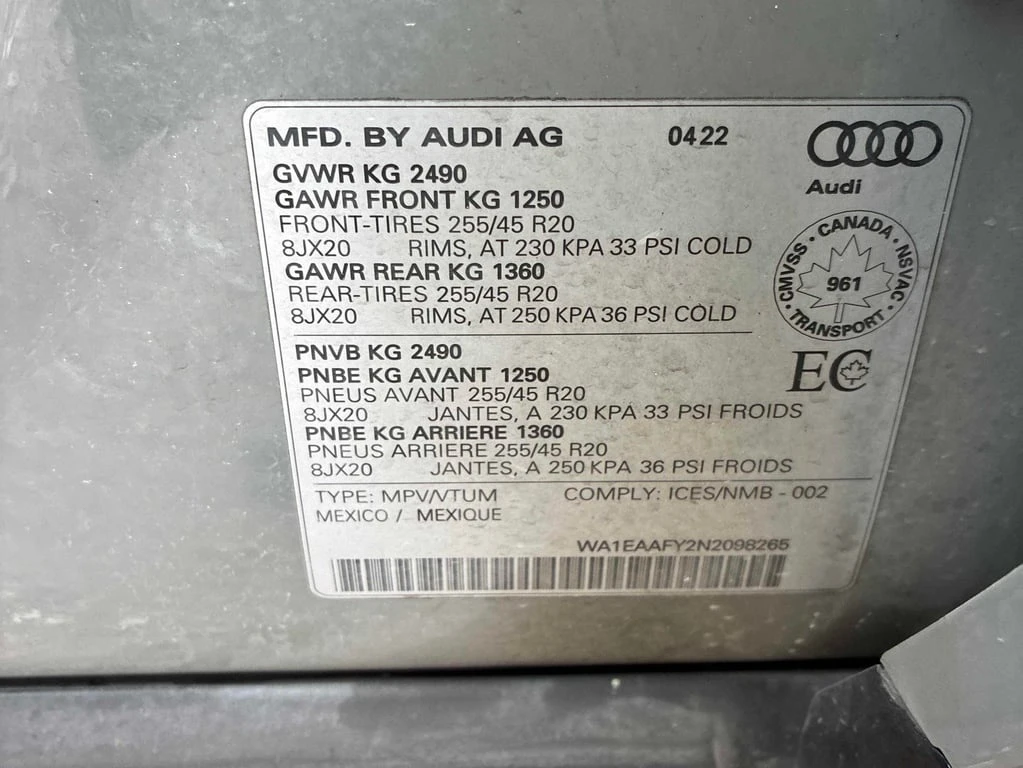 MFD. BY AUDI AG 0422
Audi
GVWR KG 2490
GAWR FRONT KG 1250
FRONT-TIRES 255/45 R20
8JX20 RIMS, AT 230 KPA 33 PSI COLD
GAWR REAR KG 1360
REAR-TIRES 255/45 R20
8JX20 RIMS, AT 250 KPA 36 PSI COLD
CANADA · NSVAC · TRANSPORT · CMVSS ·
961
PNVB KG 2490
PNBE KG AVANT 1250
PNEUS AVANT 255/45 R20
8JX20 JANTES, A 230 KPA 33 PSI FROIDS
PNBE KG ARRIERE 1360
PNEUS ARRIERE 255/45 R20
8JX20 JANTES, A 250 KPA 36 PSI FROIDS
EC
TYPE: MPV/VTUM COMPLY: ICES/NMB - 002
MEXICO / MEXIQUE
WA1EAAFY2N2098265